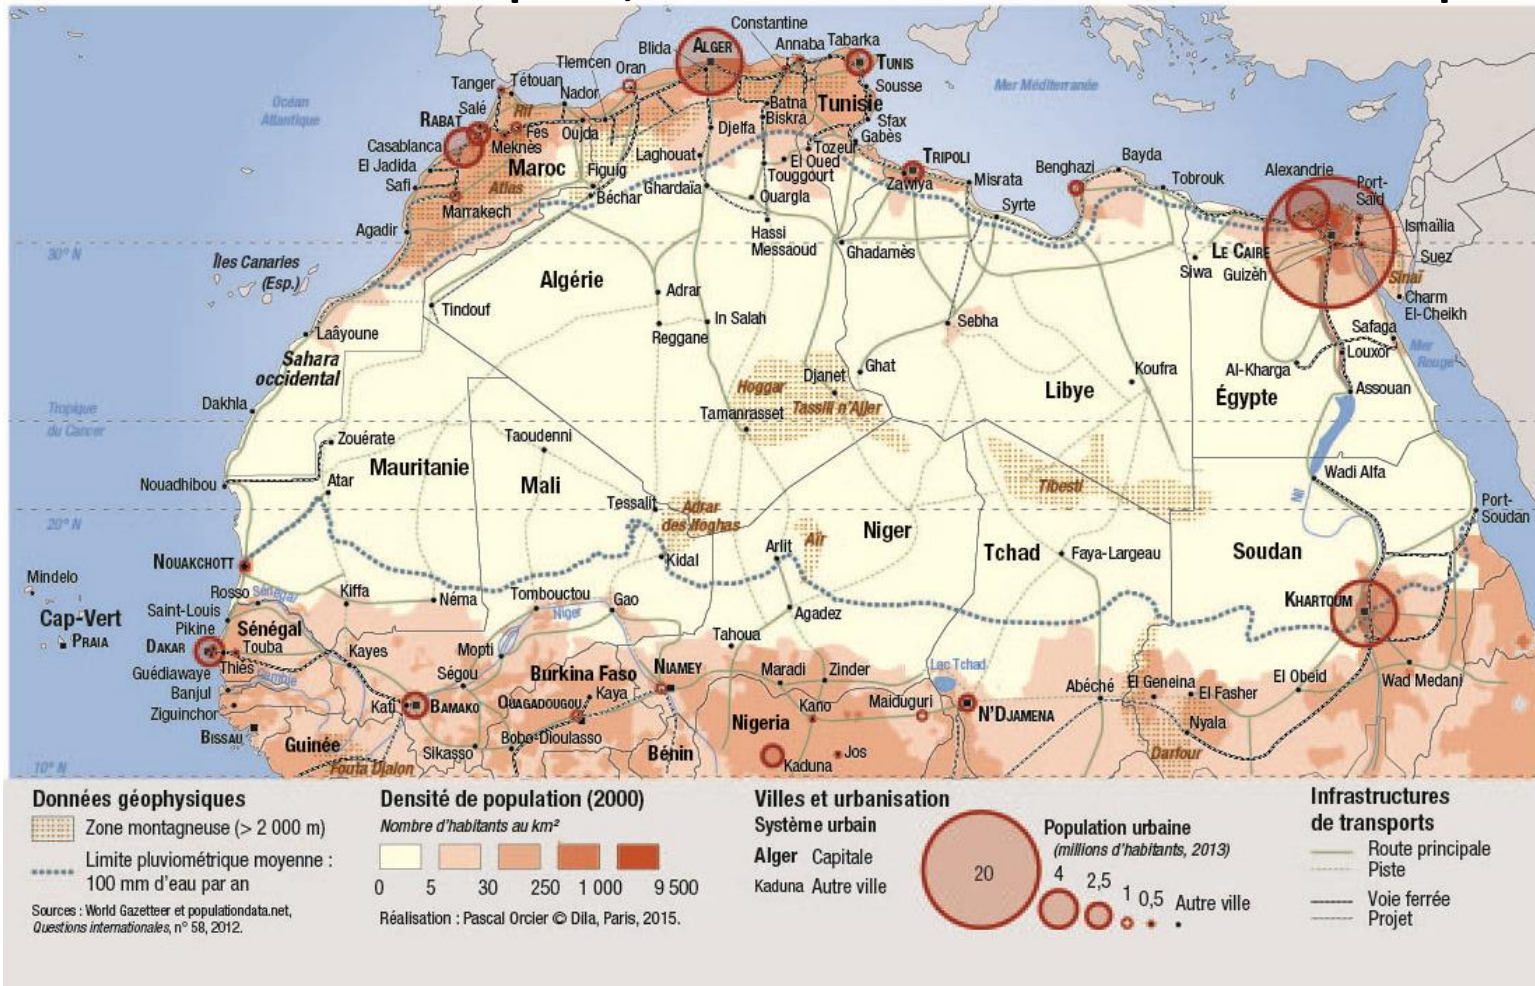 Constantine
Blida
ALGER
Annaba
Tabarka
TUNIS
Tlemcen
Oran
Tanger
Tétouan
Nador
Sousse
Mer Méditerranée
Océan
Atlantique
Salé
Rif
RABAT
Fes
Oujda
Batna
Biskra
Tunisie
Sfax
Gabès
Djelfa
Casablanca
Meknès
El Jadida
Maroc
Figuig
Laghouat
Tozeur
El Oued
Touggourt
TRIPOLI
Zawiya
Misrata
Benghazi
Bayda
Tobrouk
Alexandrie
Port-
Saïd
Safi
Atlas
Marrakech
Béchar
Ghardaïa
Ouargla
Syrte
Ismaïlia
Agadir
Hassi
Messaoud
Ghadamès
LE CAIRE
Guizèh
Siwa
Suez
Sinaï
30° N
Îles Canaries
(Esp.)
Algérie
Adrar
Tindouf
In Salah
Reggane
Sebha
Charm
El-Cheikh
Safaga
Louxor
Mer
Rouge
Laâyoune
Sahara
occidental
Hoggar
Djanet
Ghat
Tassili n'Ajjer
Libye
Koufra
Al-Kharga
Égypte
Assouan
Dakhla
Tropique
du Cancer
Tamanrasset
Zouérate
Taoudenni
Mauritanie
Mali
Nouadhibou
Atar
Tessalit
Adrar
des Ifoghas
Tibesti
Wadi Alfa
Nil
Port-
Soudan
20° N
Aïr
Niger
Arlit
Tchad
Faya-Largeau
Soudan
NOUAKCHOTT
Kidal
Mindelo
Cap-Vert
PRAIA
Rosso
Sénégal
Kiffa
Néma
Tombouctou
Niger
Gao
Agadez
KHARTOUM
Saint-Louis
Pikine
DAKAR
Sénégal
Touba
Thiès
Guédiawaye
Kayes
Mopti
Ségou
Tahoua
Burkina Faso
NIAMEY
Maradi
Zinder
Lac Tchad
Abéché
El Geneina
El Fasher
El Obeid
Wad Medani
Gambie
Banjul
Ziguinchor
BISSAU
Kati
BAMAKO
OUAGADOUGOU
Kaya
Kano
Maiduguri
N'DJAMENA
Nyala
Nigeria
Guinée
Sikasso
Bobo-Dioulasso
Bénin
Kaduna
Jos
Darfour
Fouta Djalon
10° N
Données géophysiques
Zone montagneuse (> 2 000 m)
Limite pluviométrique moyenne :
100 mm d'eau par an
Sources : World Gazetteer et populationdata.net,
Questions internationales, n° 58, 2012.
Densité de population (2000)
Nombre d'habitants au km²
0 5 30 250 1 000 9 500
Réalisation : Pascal Orcier © Dila, Paris, 2015.
Villes et urbanisation
Système urbain
Alger Capitale
Kaduna Autre ville
20
Population urbaine
(millions d'habitants, 2013)
4 2,5 1 0,5 Autre ville
Infrastructures
de transports
Route principale
Piste
Voie ferrée
Projet